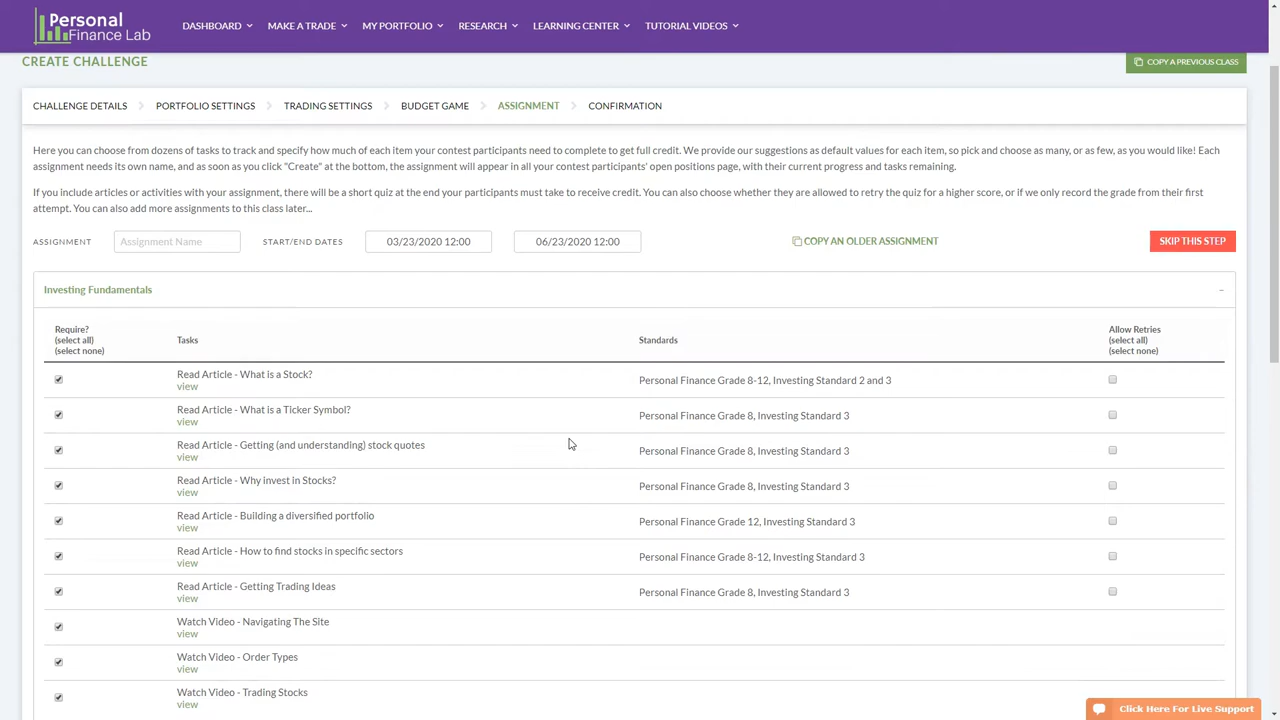 Personal
Finance Lab
DASHBOARD MAKE A TRADE MY PORTFOLIO RESEARCH LEARNING CENTER TUTORIAL VIDEOS
CREATE CHALLENGE
COPY A PREVIOUS CLASS
CHALLENGE DETAILS PORTFOLIO SETTINGS TRADING SETTINGS BUDGET GAME ASSIGNMENT CONFIRMATION
Here you can choose from dozens of tasks to track and specify how much of each item your contest participants need to complete to get full credit. We provide our suggestions as default values for each item, so pick and choose as many, or as few, as you would like! Each
assignment needs its own name, and as soon as you click "Create" at the bottom, the assignment will appear in all your contest participants' open positions page, with their current progress and tasks remaining.
If you include articles or activities with your assignment, there will be a short quiz at the end your participants must take to receive credit. You can also choose whether they are allowed to retry the quiz for a higher score, or if we only record the grade from their first
attempt. You can also add more assignments to this class later...
ASSIGNMENT Assignment Name START/END DATES 03/23/2020 12:00 06/23/2020 12:00 COPY AN OLDER ASSIGNMENT SKIP THIS STEP
Investing Fundamentals −
Require?
(select all)
(select none)
Tasks
Standards
Allow Retries
(select all)
(select none)
Read Article - What is a Stock?
view
Personal Finance Grade 8-12, Investing Standard 2 and 3
Read Article - What is a Ticker Symbol?
view
Personal Finance Grade 8, Investing Standard 3
Read Article - Getting (and understanding) stock quotes
view
Personal Finance Grade 8, Investing Standard 3
Read Article - Why invest in Stocks?
view
Personal Finance Grade 8, Investing Standard 3
Read Article - Building a diversified portfolio
view
Personal Finance Grade 12, Investing Standard 3
Read Article - How to find stocks in specific sectors
view
Personal Finance Grade 8-12, Investing Standard 3
Read Article - Getting Trading Ideas
view
Personal Finance Grade 8, Investing Standard 3
Watch Video - Navigating The Site
view
Watch Video - Order Types
view
Watch Video - Trading Stocks
view
Click Here For Live Support